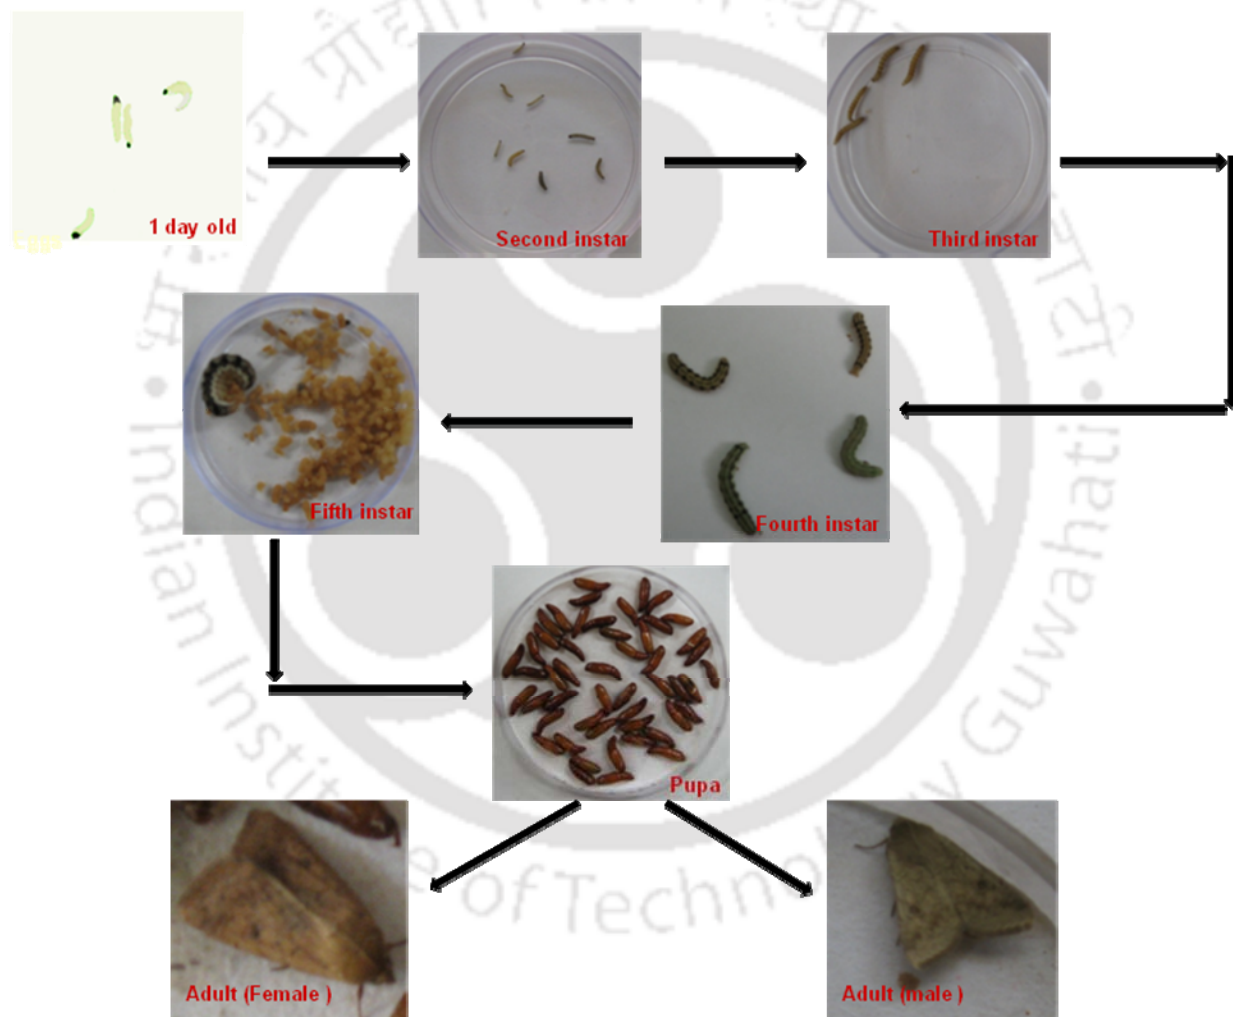 1 day old
Second instar
Third instar
Fifth instar
Fourth instar
Pupa
Adult (Female )
Adult (male )
Indian Institute of Technology Guwahati